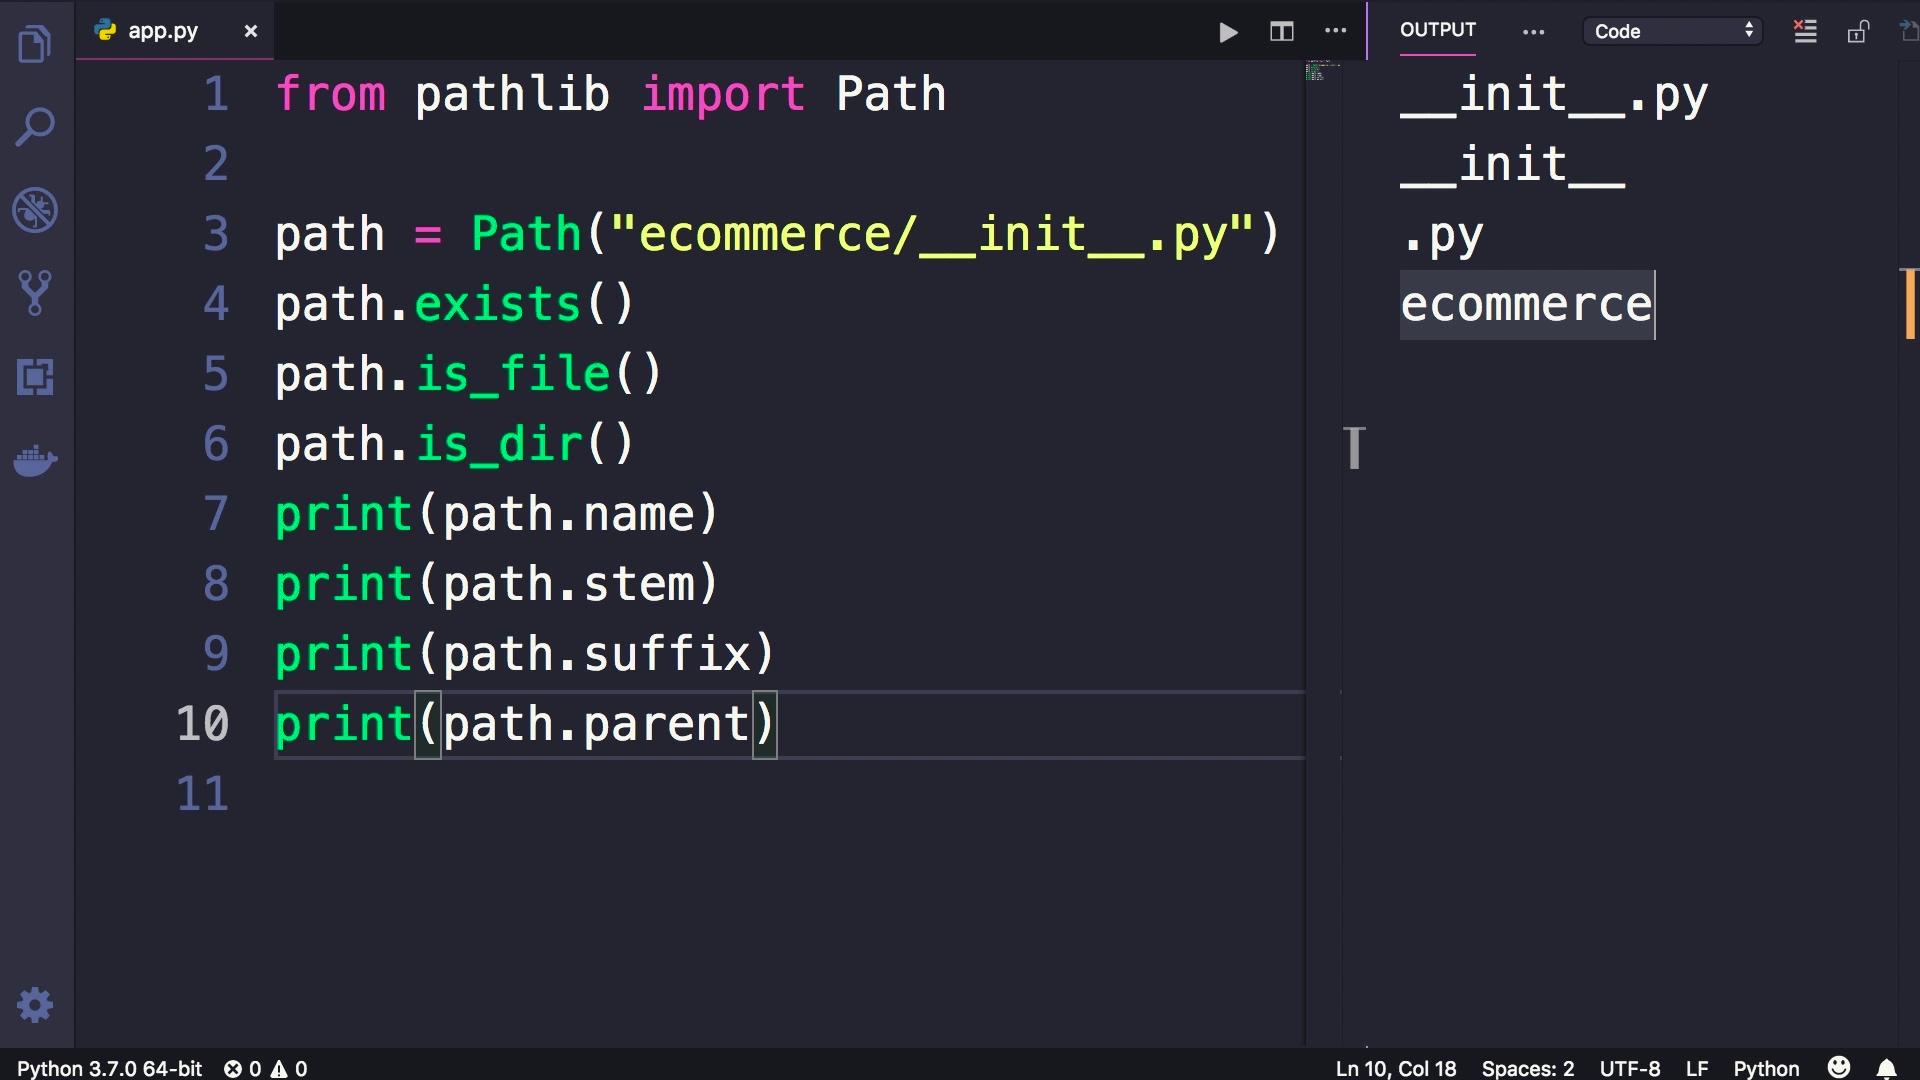 app.py
OUTPUT
Code
1 from pathlib import Path
2
3 path = Path("ecommerce/__init__.py")
4 path.exists()
5 path.is_file()
6 path.is_dir()
7 print(path.name)
8 print(path.stem)
9 print(path.suffix)
10 print(path.parent)
11
__init__.py
__init__
.py
ecommerce
Python 3.7.0 64-bit 0 0
Ln 10, Col 18 Spaces: 2 UTF-8 LF Python